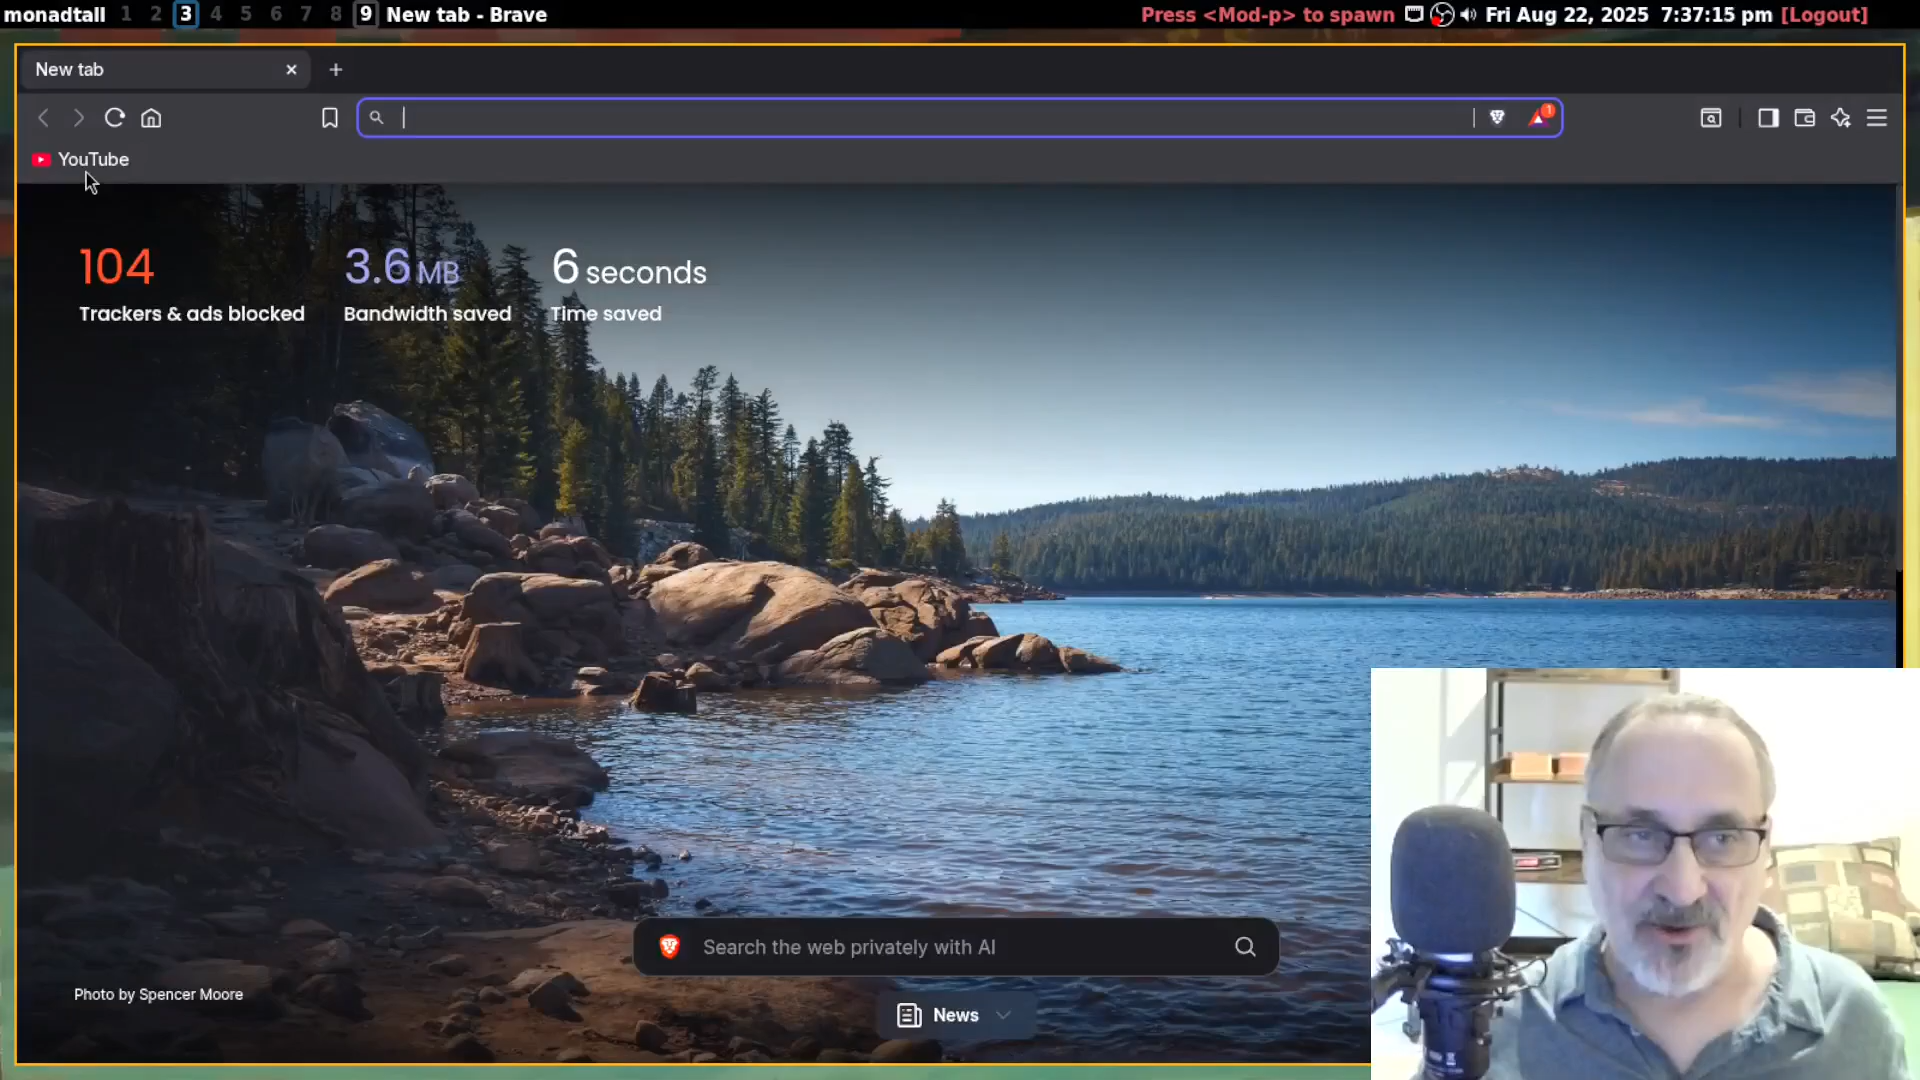 monadtall 1 2 3 4 5 6 7 8 9 New tab - Brave Press <Mod-p> to spawn Fri Aug 22, 2025 7:37:15 pm [Logout]
New tab
1
YouTube
104 3.6 MB 6 seconds
Trackers & ads blocked Bandwidth saved Time saved
Search the web privately with AI
Photo by Spencer Moore
News